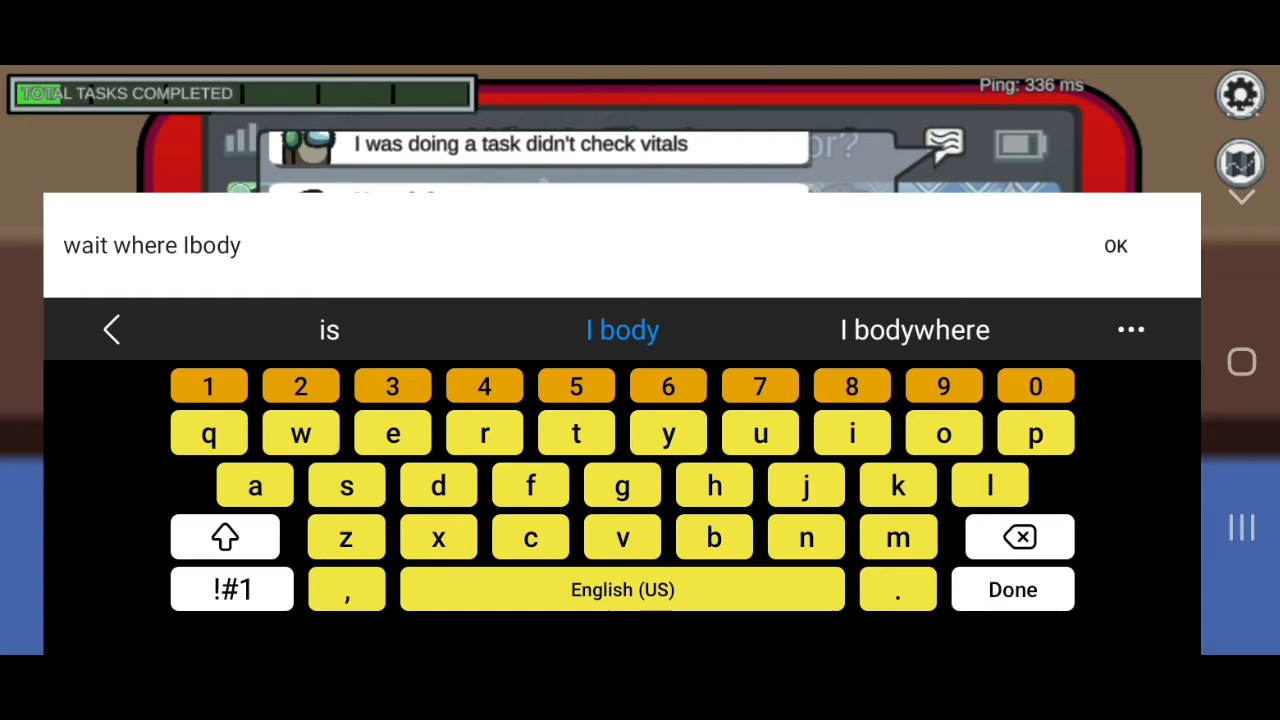 TOTAL TASKS COMPLETED
Ping: 336 ms
I was doing a task didn't check vitals
or?
wait where Ibody
OK
is
I body
I bodywhere
1 2 3 4 5 6 7 8 9 0
q w e r t y u i o p
a s d f g h j k l
z x c v b n m
!#1 , English (US) . Done